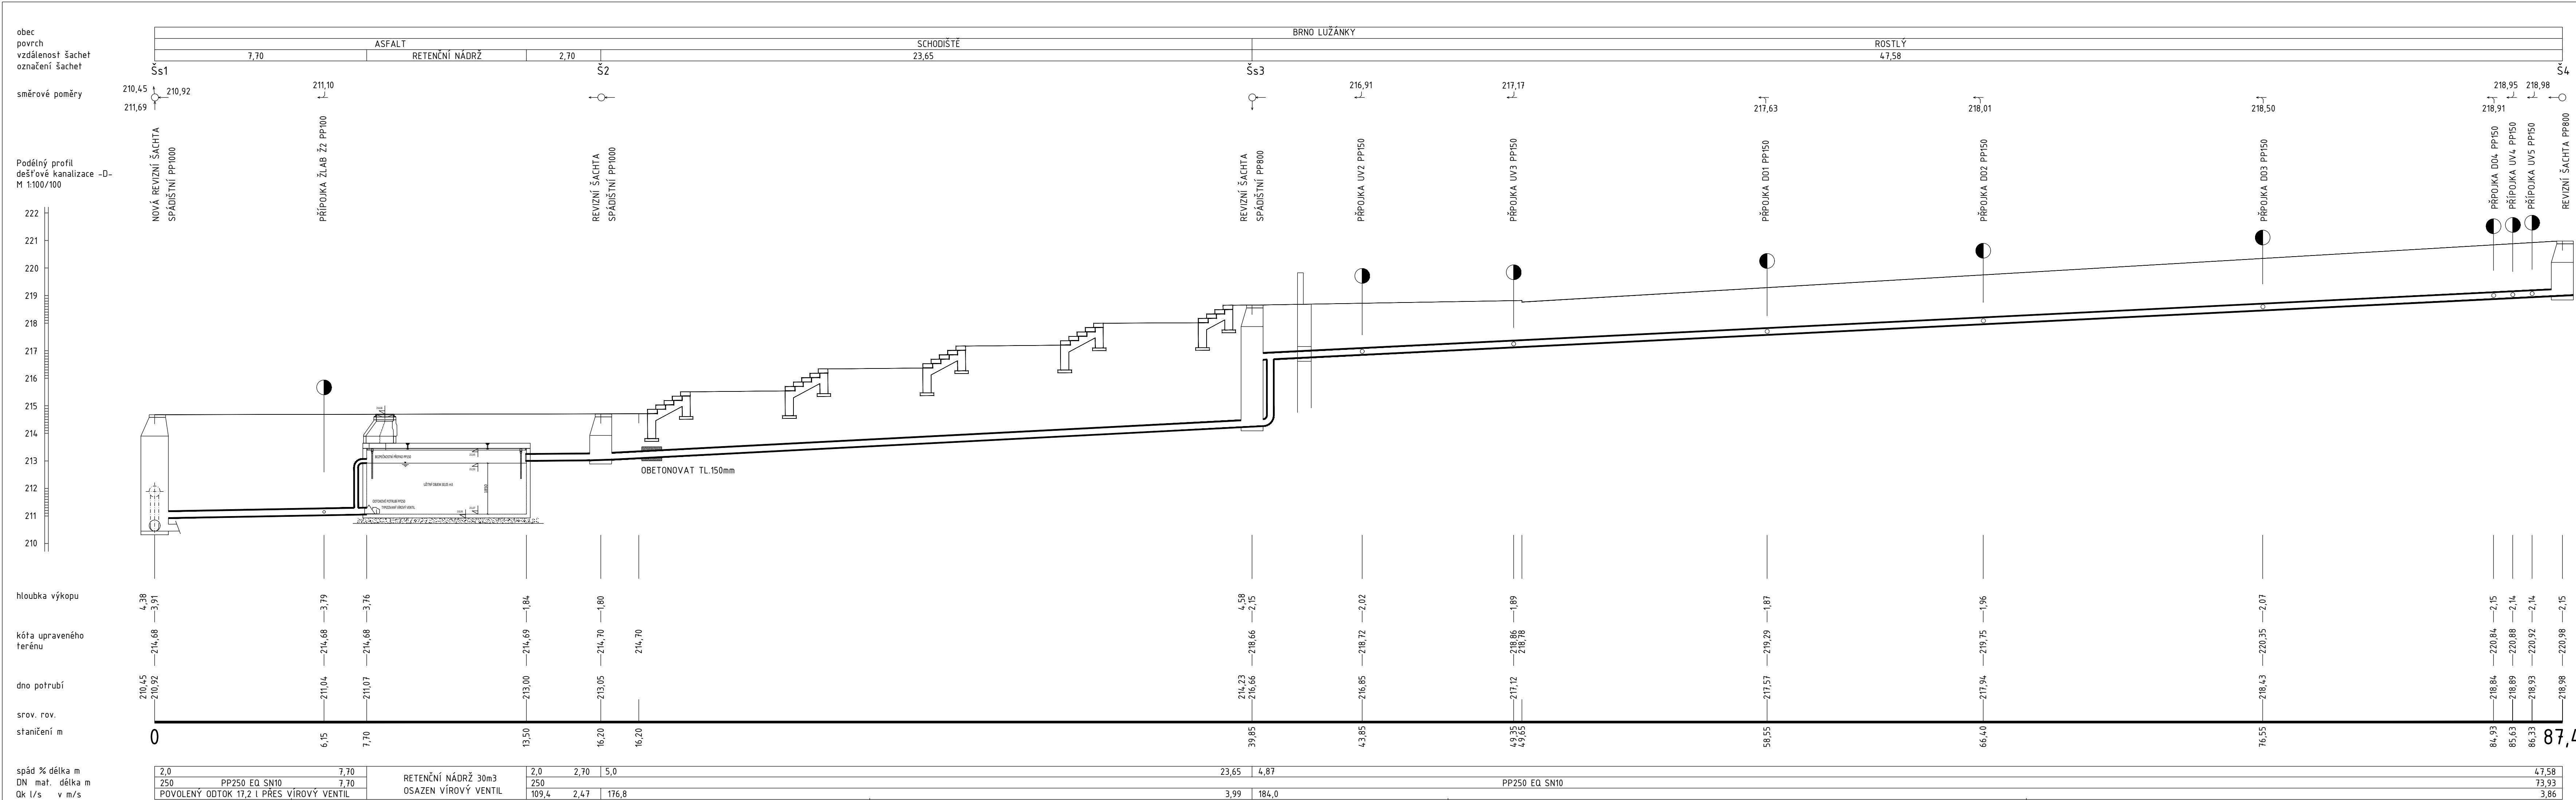 obec BRNO LUŽÁNKY
povrch ASFALT SCHODIŠTĚ ROSTLÝ
vzdálenost šachet 7,70 RETENČNÍ NÁDRŽ 2,70 23,65 47,58
označení šachet Šs1 Š2 Šs3 Š4
směrové poměry
210,45 210,92 211,69
211,10
216,91
217,17
217,63
218,01
218,50
218,91
218,95
218,98
NOVÁ REVIZNÍ ŠACHTA
SPÁDIŠTNÍ PP1000
PŘÍPOJKA ŽLAB Ž2 PP100
REVIZNÍ ŠACHTA
SPÁDIŠTNÍ PP1000
REVIZNÍ ŠACHTA
SPÁDIŠTNÍ PP800
PŘPOJKA UV2 PP150
PŘPOJKA UV3 PP150
PŘPOJKA DO1 PP150
PŘPOJKA DO2 PP150
PŘPOJKA DO3 PP150
PŘPOJKA DO4 PP150
PŘÍPOJKA UV4 PP150
PŘÍPOJKA UV5 PP150
REVIZNÍ ŠACHTA PP800
Podélný profil
dešťové kanalizace -D-
M 1:100/100
222
221
220
219
218
217
216
215
214
213
212
211
210
OBETONOVAT TL.150mm
hloubka výkopu 4,38 3,91 3,79 3,76 1,84 1,80 4,58 2,15 2,02 1,89 1,87 1,96 2,07 2,15 2,14 2,14 2,15
kóta upraveného
terénu 214,68 214,68 214,68 214,69 214,70 214,70 218,66 218,72 218,86 218,78 219,29 219,75 220,35 220,84 220,88 220,92 220,98
dno potrubí 210,45 210,92 211,04 211,07 213,00 213,05 214,23 216,66 216,85 217,12 217,57 217,94 218,43 218,84 218,89 218,93 218,98
srov. rov.
staničení m 0 6,15 7,70 13,50 16,20 16,20 39,85 43,85 49,35 49,65 58,55 66,40 76,55 84,93 85,63 86,33
spád % délka m 2,0 7,70 RETENČNÍ NÁDRŽ 30m3 2,0 2,70 5,0 23,65 4,87 47,58
DN mat. délka m 250 PP250 EQ SN10 7,70 OSAZEN VÍROVÝ VENTIL 250 PP250 EQ SN10 73,93
Qk l/s v m/s POVOLENÝ ODTOK 17,2 l PŘES VÍROVÝ VENTIL 109,4 2,47 176,8 3,99 184,0 3,86